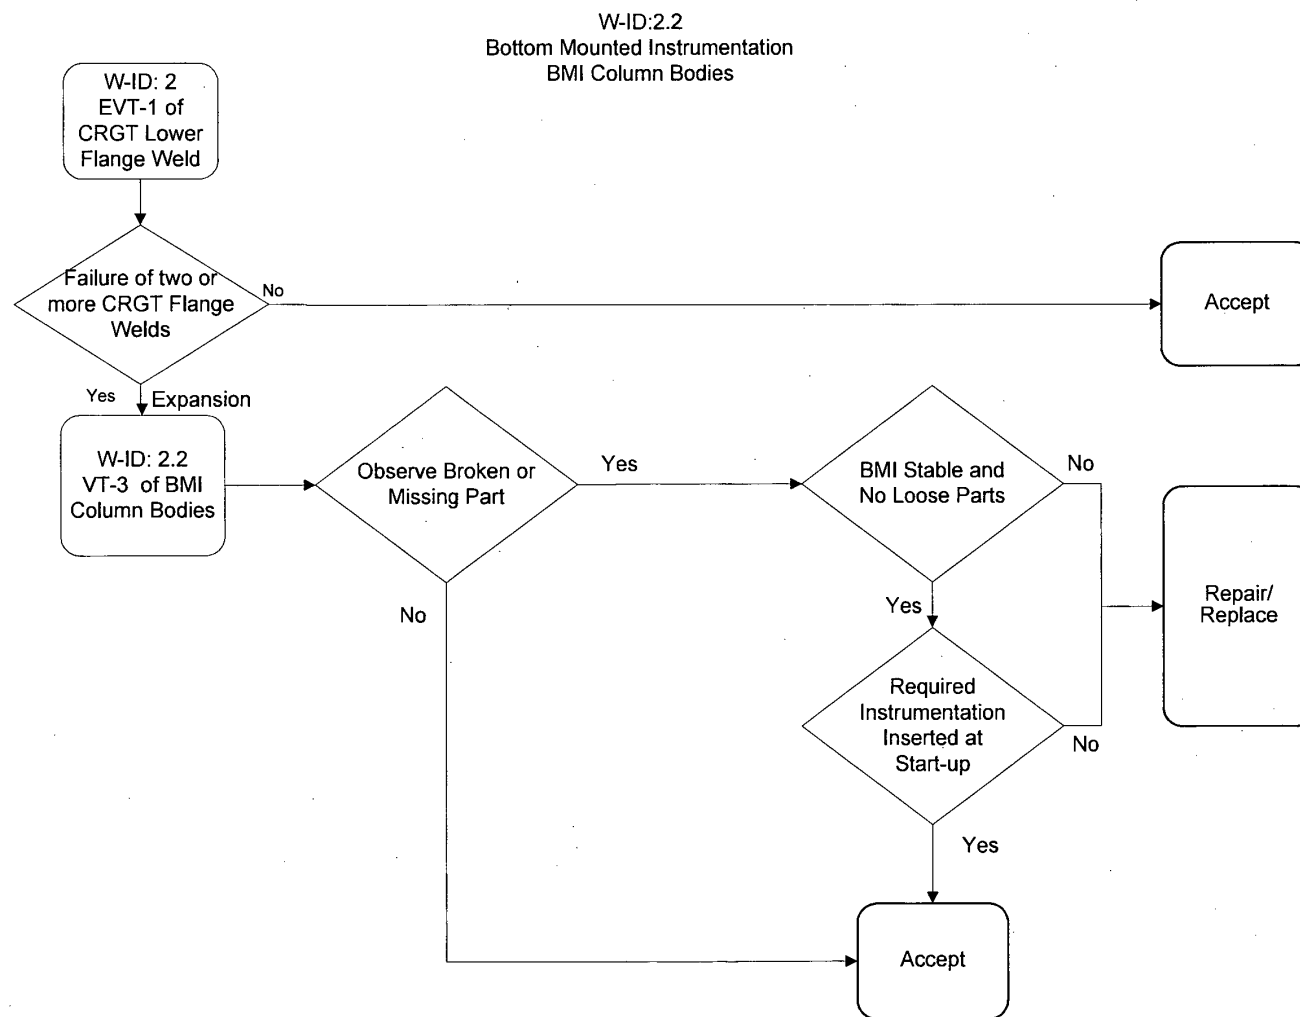 W-ID:2.2
Bottom Mounted Instrumentation
BMI Column Bodies
W-ID: 2
EVT-1 of
CRGT Lower
Flange Weld
Failure of two or
more CRGT Flange
Welds
No
Accept
Yes
Expansion
W-ID: 2.2
VT-3 of BMI
Column Bodies
Observe Broken or
Missing Part
Yes
BMI Stable and
No Loose Parts
No
Repair/
Replace
No
Yes
Required
Instrumentation
Inserted at
Start-up
No
Yes
Accept